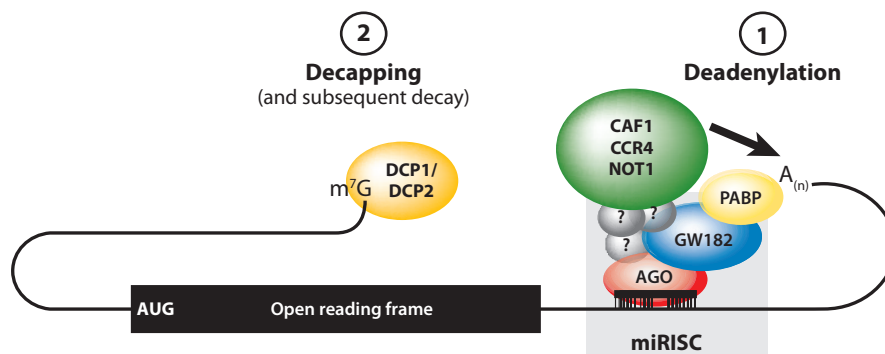 2
Decapping
(and subsequent decay)
1
Deadenylation
CAF1
CCR4
NOT1
DCP1/
DCP2
m⁷G
A(n)
PABP
? ?
?
GW182
AGO
AUG Open reading frame
miRISC